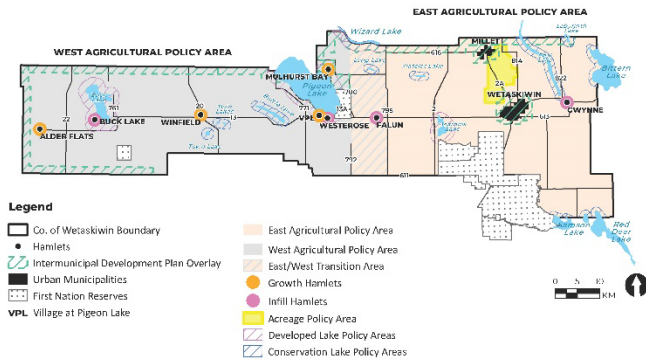 EAST AGRICULTURAL POLICY AREA
WEST AGRICULTURAL POLICY AREA
Wizard Lake
616
MILLET
814
2A
MULHURST BAY
Pigeon Lake
Bittern Lake
822
WETASKIWIN
WYNNE
613
771
VPL
13A
WESTEROSE
FALUN
795
2
780
761
BUCK LAKE
22
ALDER FLATS
WINFIELD
20
13
792
611
Samson Lake
Red Deer Lake
Legend
Co. of Wetaskiwin Boundary
Hamlets
Intermunicipal Development Plan Overlay
Urban Municipalities
First Nation Reserves
VPL Village at Pigeon Lake
East Agricultural Policy Area
West Agricultural Policy Area
East/West Transition Area
Growth Hamlets
Infill Hamlets
Acreage Policy Area
Developed Lake Policy Areas
Conservation Lake Policy Areas
0 5 10
KM